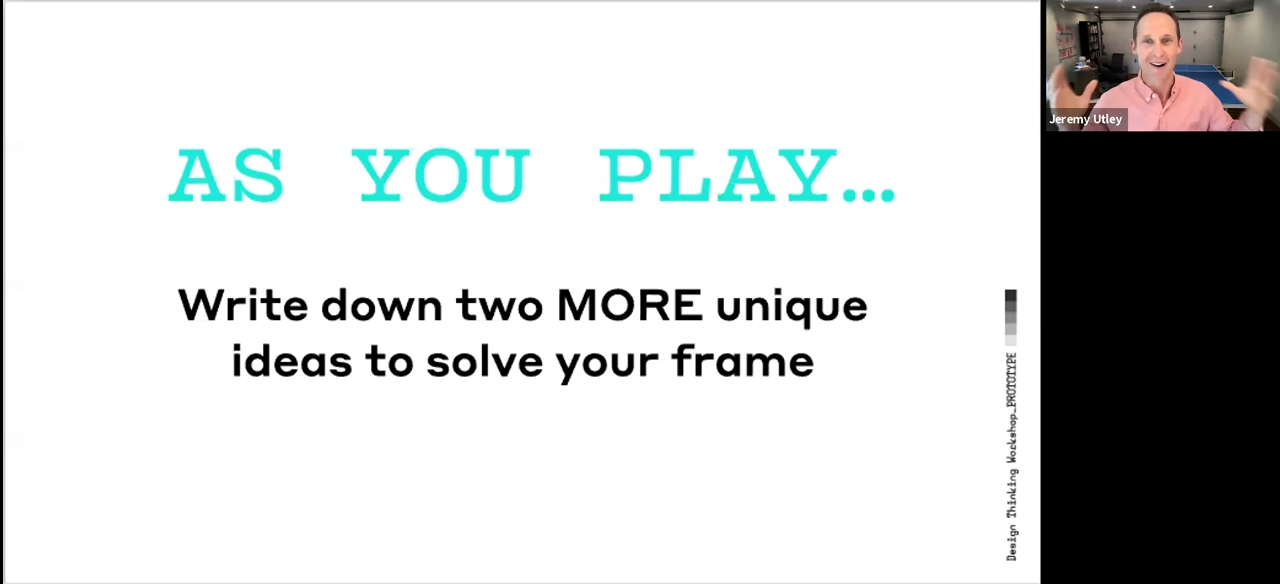 AS YOU PLAY…
Write down two MORE unique
ideas to solve your frame
Design Thinking Workshop_PROTOTYPE
Jeremy Utley